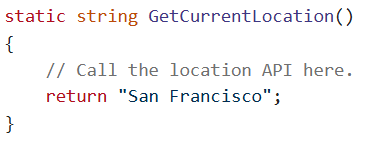 static string GetCurrentLocation()
{
    // Call the location API here.
    return "San Francisco";
}